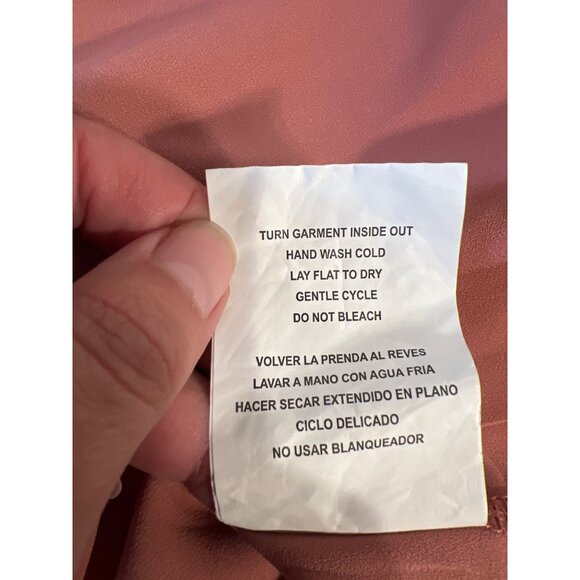 TURN GARMENT INSIDE OUT
HAND WASH COLD
LAY FLAT TO DRY
GENTLE CYCLE
DO NOT BLEACH
VOLVER LA PRENDA AL REVES
LAVAR A MANO CON AGUA FRIA
HACER SECAR EXTENDIDO EN PLANO
CICLO DELICADO
NO USAR BLANQUEADOR